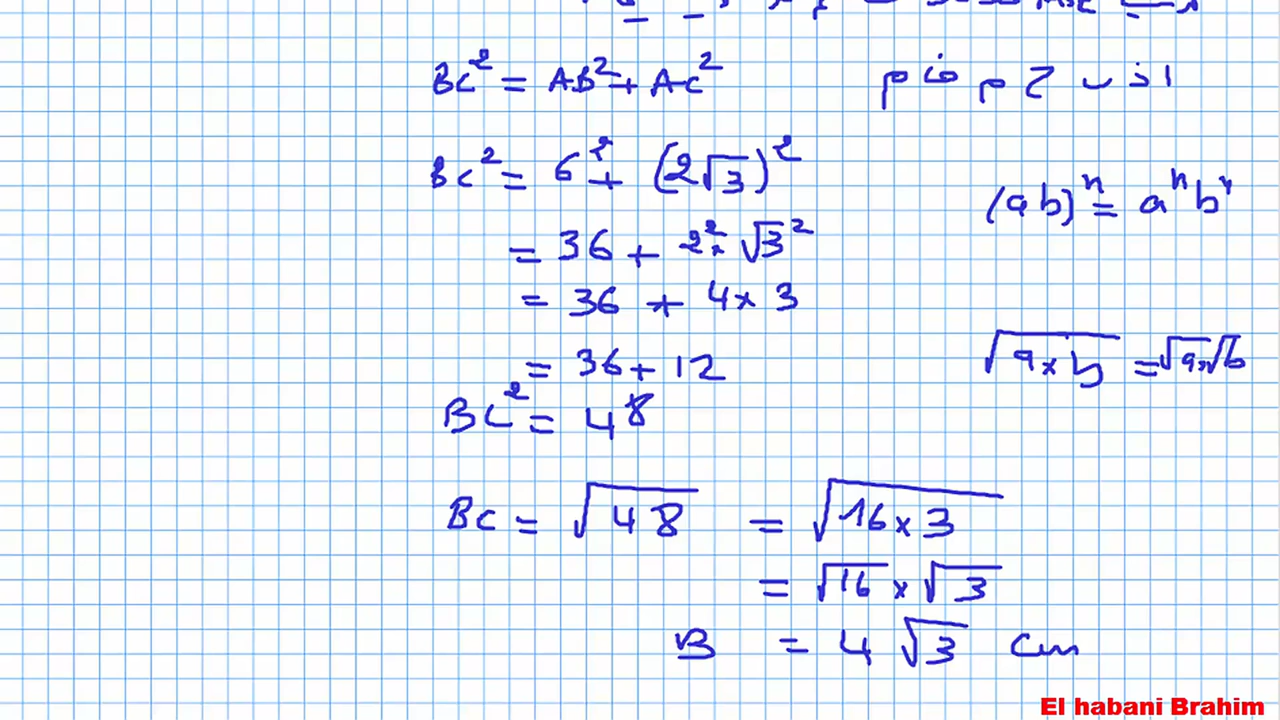 BC² = AB² + AC²
BC² = 6² + (2√3)²
(ab)ⁿ = aⁿbⁿ
= 36 + 2² × √3²
= 36 + 4 × 3
√(a×b) = √a×√b
= 36 + 12
BC² = 48
BC = √48 = √(16 × 3)
= √16 × √3
B = 4√3 cm
El habani Brahim